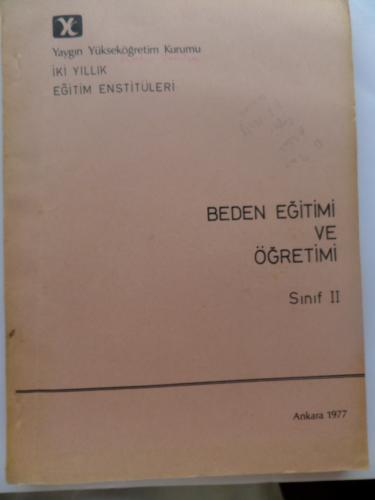 Yaygın Yükseköğretim Kurumu
İKİ YILLIK
EĞİTİM ENSTİTÜLERİ
BEDEN EĞİTİMİ
VE
ÖĞRETİMİ
Sınıf II
Ankara 1977